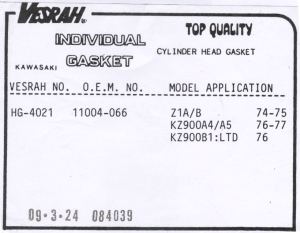 VESRAH®
TOP QUALITY
INDIVIDUAL GASKET
CYLINDER HEAD GASKET
KAWASAKI
VESRAH NO. O.E.M. NO. MODEL APPLICATION
HG-4021 11004-066 Z1A/B 74-75
KZ900A4/A5 76-77
KZ900B1:LTD 76
09·3·24 084039